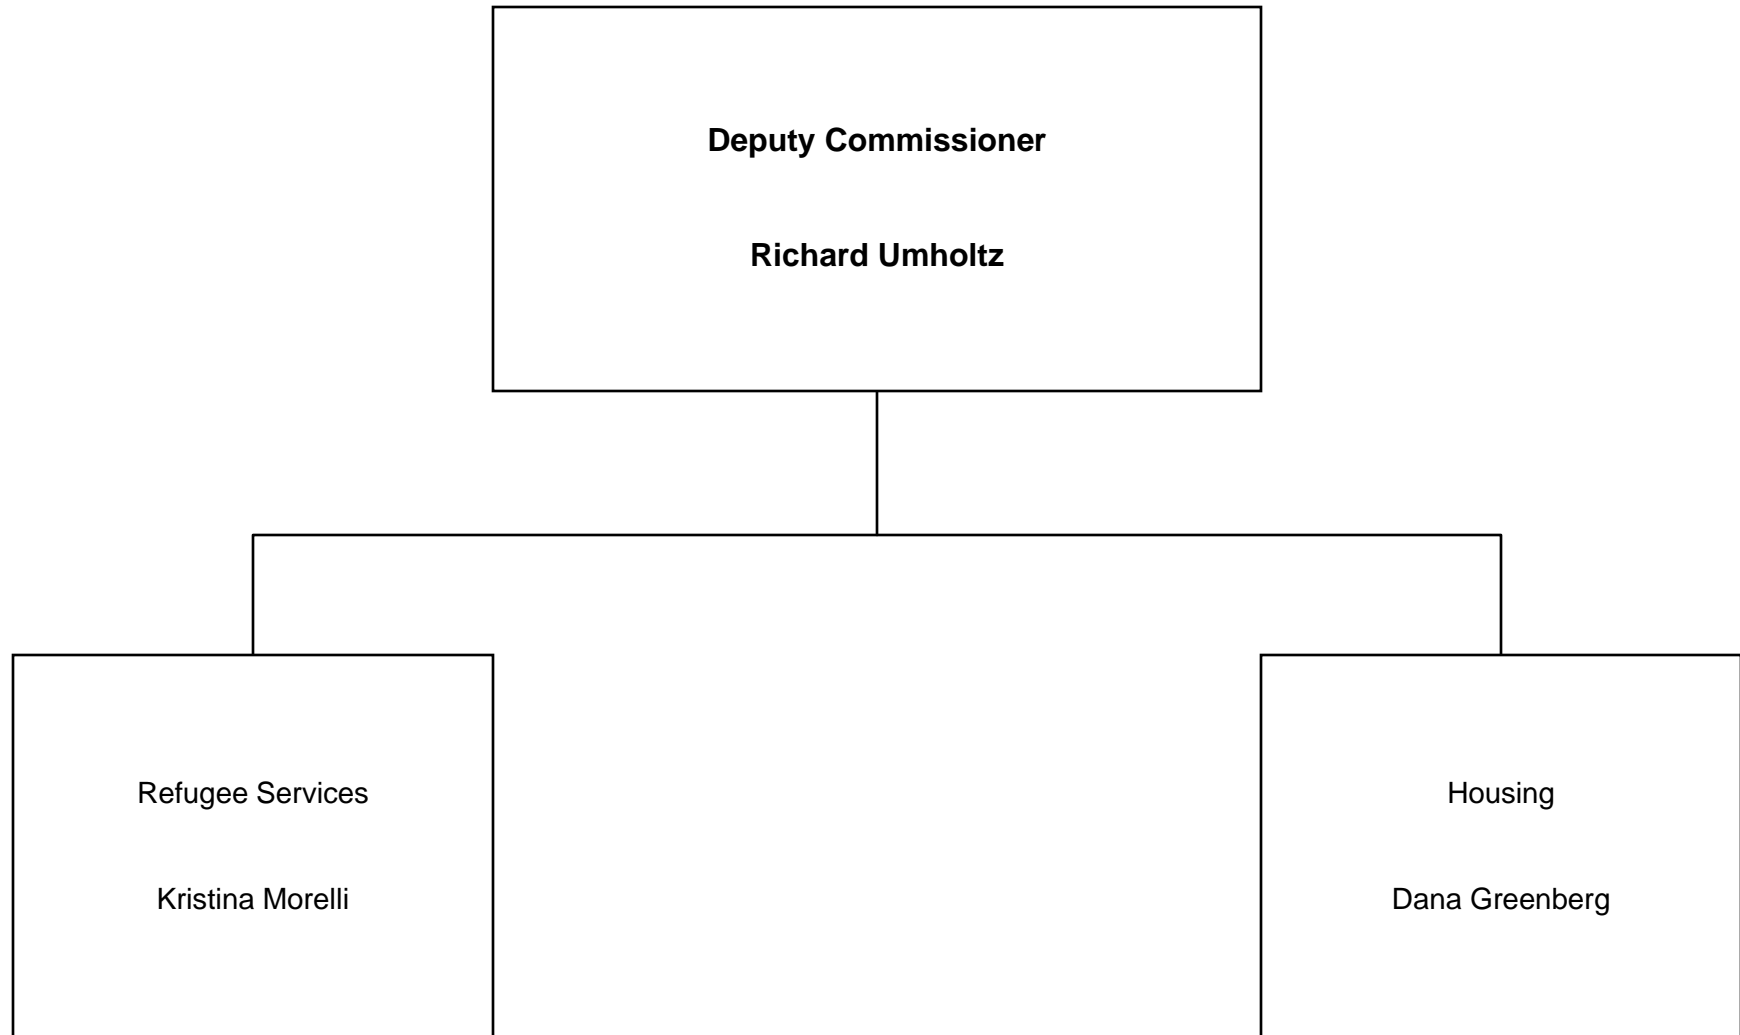 Deputy Commissioner
Richard Umholtz
Refugee Services
Kristina Morelli
Housing
Dana Greenberg